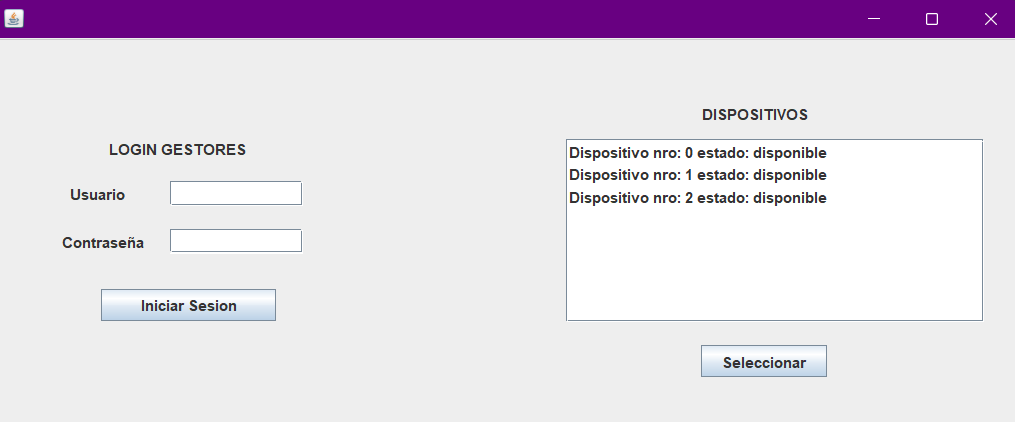 LOGIN GESTORES
Usuario
Contraseña
Iniciar Sesion
DISPOSITIVOS
Dispositivo nro: 0 estado: disponible
Dispositivo nro: 1 estado: disponible
Dispositivo nro: 2 estado: disponible
Seleccionar